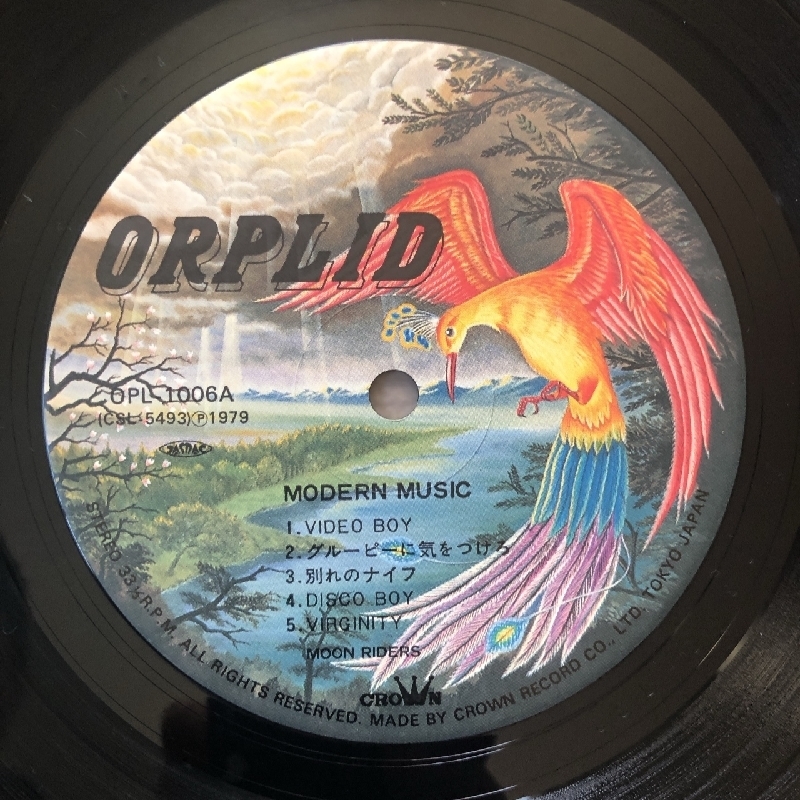 ORPLID
OPL 1006A
(CSL 5493)Ⓟ1979
JASRAC
MODERN MUSIC
1. VIDEO BOY
2. グルーピーに気をつけろ
3. 別れのナイフ
4. DISCO BOY
5. VIRGINITY
MOON RIDERS
CROWN
STEREO 33⅓ R.P.M. ALL RIGHTS RESERVED. MADE BY CROWN RECORD CO., LTD. TOKYO JAPAN